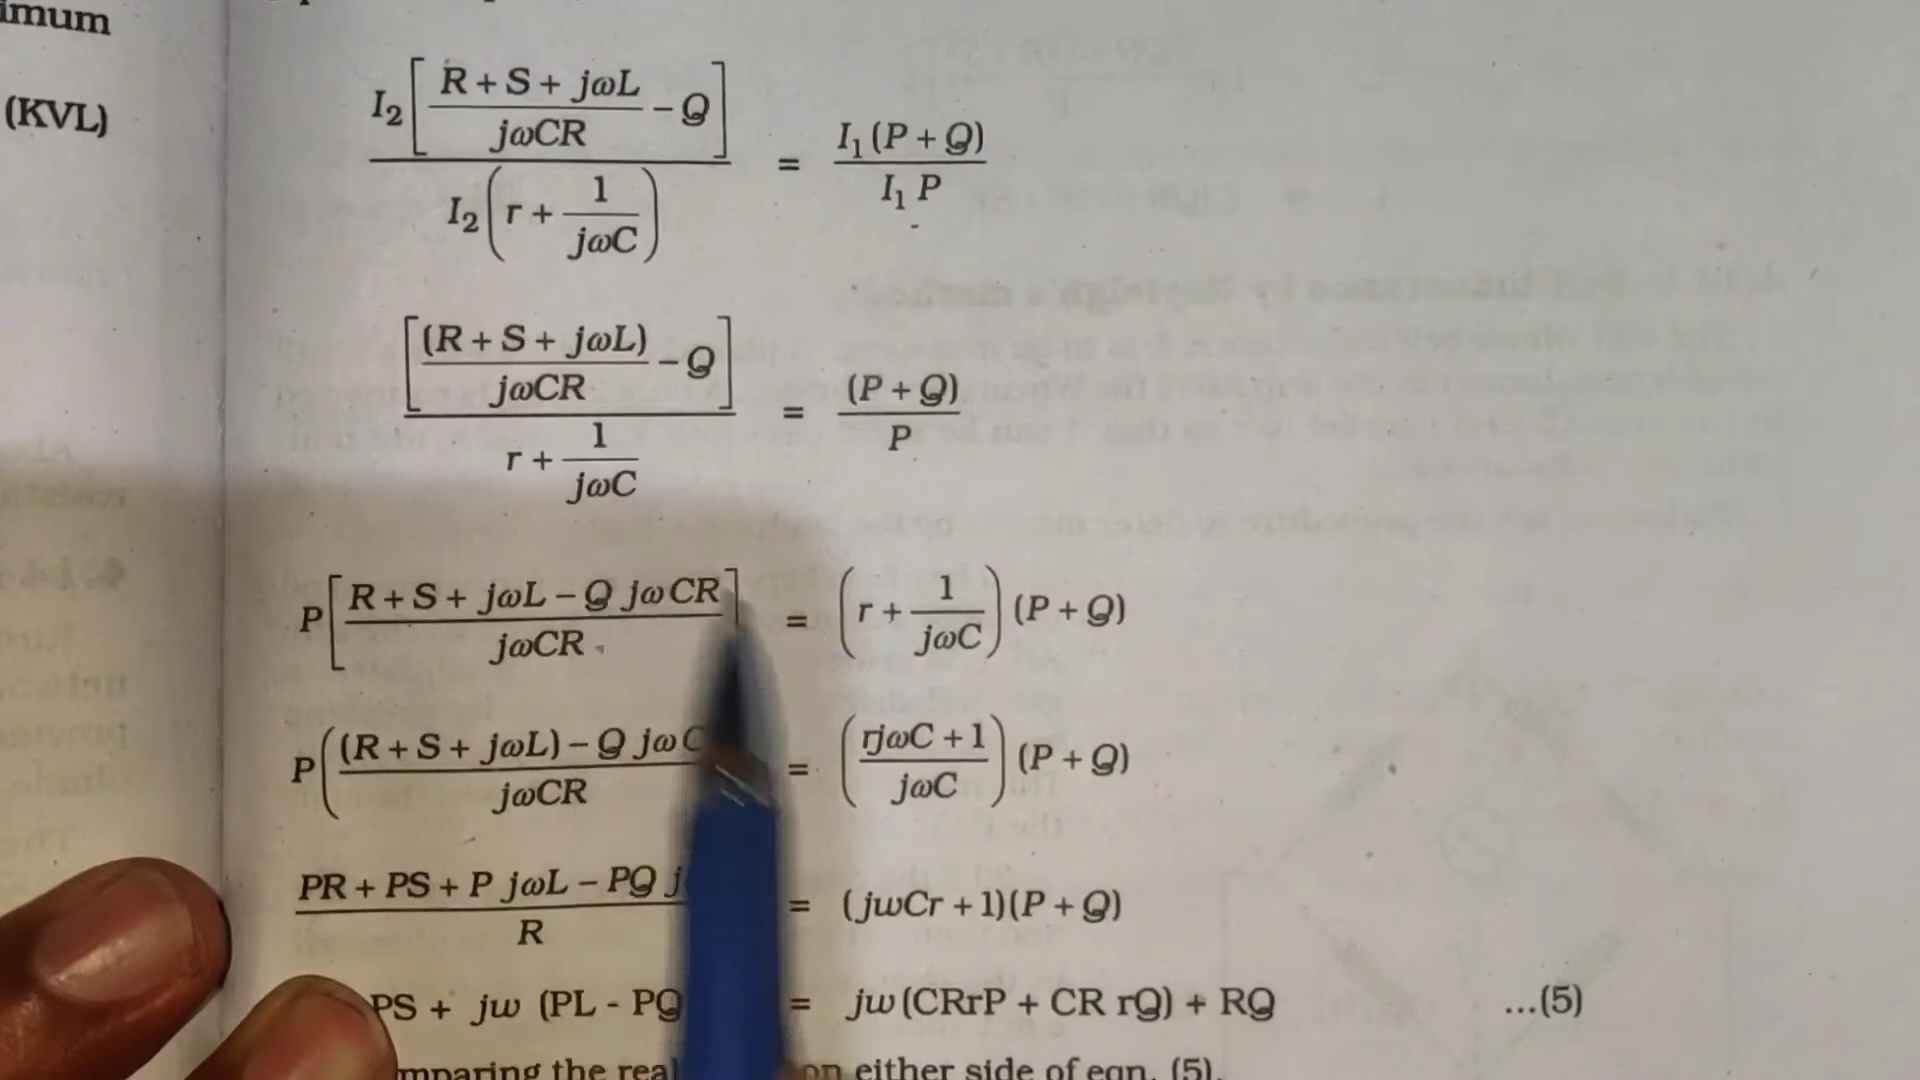 imum
(KVL)
I₂ [ (R + S + jωL) / (jωCR) − Q ] / I₂ ( r + 1 / (jωC) ) = I₁ (P + Q) / (I₁ P)
[ (R + S + jωL) / (jωCR) − Q ] / ( r + 1 / (jωC) ) = (P + Q) / P
P [ (R + S + jωL − Q jωCR) / (jωCR) ] = ( r + 1 / (jωC) ) (P + Q)
P ( ((R + S + jωL) − Q jωC) / (jωCR) = ( (rjωC + 1) / (jωC) ) (P + Q)
(PR + PS + P jωL − PQ j) / R = (jwCr + 1)(P + Q)
PS + jw (PL - PQ = jw (CRrP + CR rQ) + RQ ...(5)
mparing the real on either side of eqn. (5).